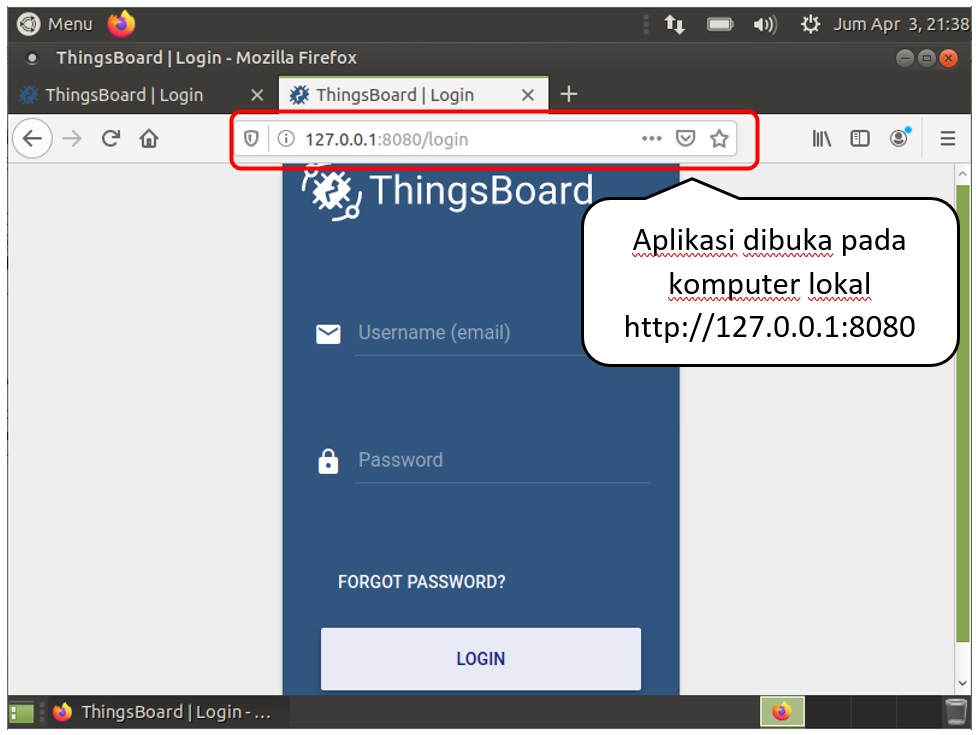 Menu
Jum Apr 3, 21:38
ThingsBoard | Login - Mozilla Firefox
ThingsBoard | Login
ThingsBoard | Login
127.0.0.1:8080/login
ThingsBoard
Aplikasi dibuka pada
komputer lokal
http://127.0.0.1:8080
Username (email)
Password
FORGOT PASSWORD?
LOGIN
ThingsBoard | Login - ...